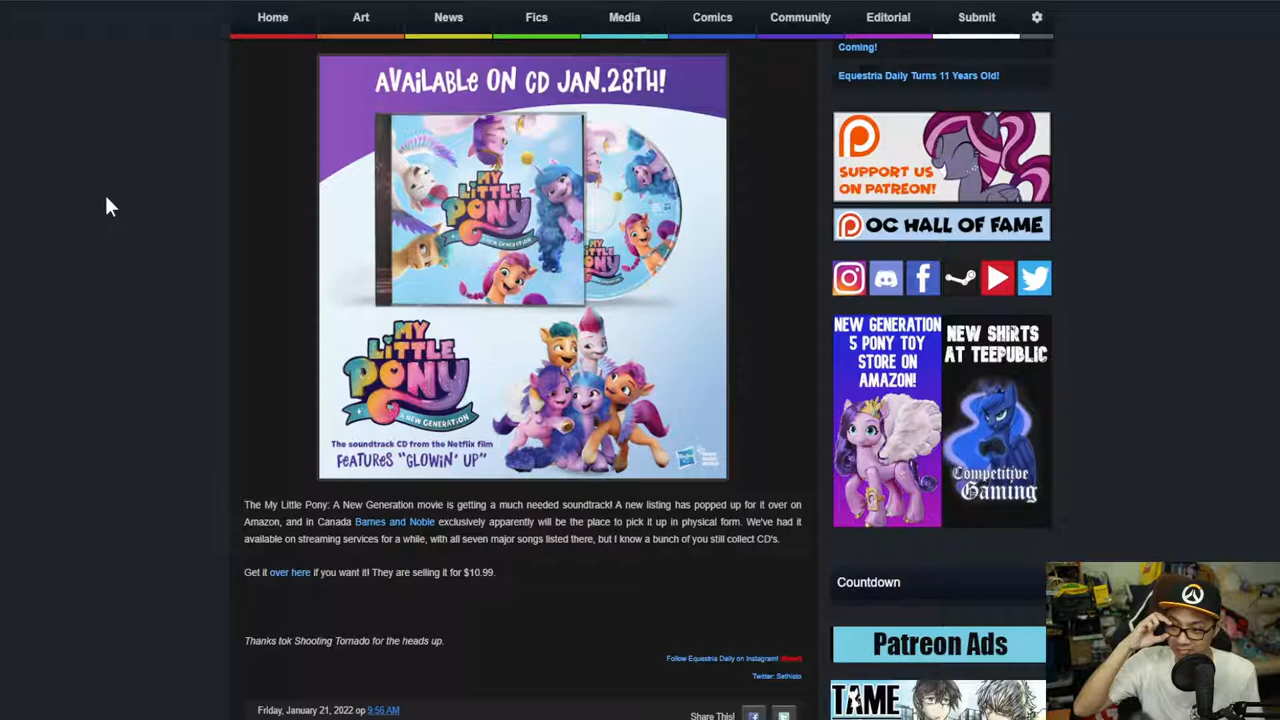 Home Art News Fics Media Comics Community Editorial Submit
Coming!
Equestria Daily Turns 11 Years Old!
AVAILABLE ON CD JAN.28TH!
MY LITTLE PONY
A NEW GENERATION
MY LITTLE PONY
MY LITTLE PONY
A NEW GENERATION
The soundtrack CD from the Netflix film
FEATURES "GLOWIN' UP"
Hasbro
SUPPORT US
ON PATREON!
OC HALL OF FAME
NEW GENERATION
5 PONY TOY
STORE ON
AMAZON!
NEW SHIRTS
AT TEEPUBLIC
Competitive
Gaming
The My Little Pony: A New Generation movie is getting a much needed soundtrack! A new listing has popped up for it over on
Amazon, and in Canada Barnes and Noble exclusively apparently will be the place to pick it up in physical form. We've had it
available on streaming services for a while, with all seven major songs listed there, but I know a bunch of you still collect CD's.
Get it over here if you want it! They are selling it for $10.99.
Thanks tok Shooting Tornado for the heads up.
Follow Equestria Daily on Instagram!
Twitter: Sethisto
Friday, January 21, 2022 op 9:56 AM
Share This!
Countdown
Patreon Ads
TAME